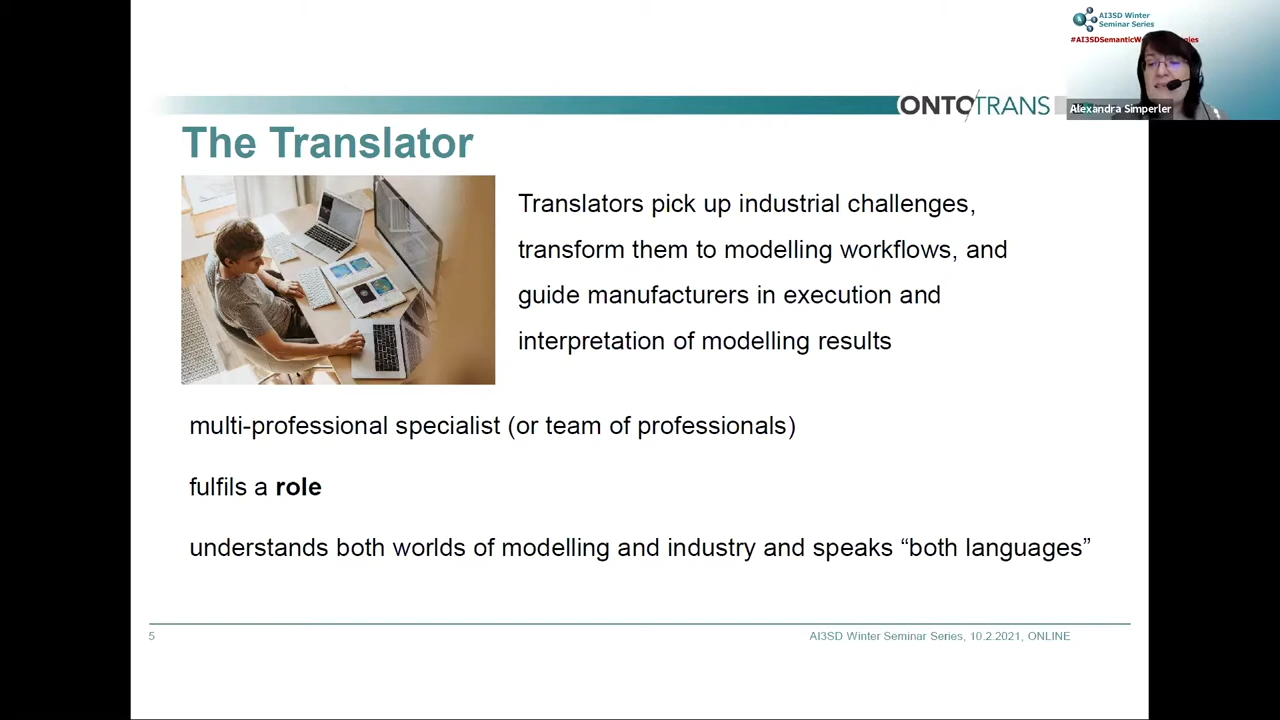 AI3SD Winter
Seminar Series
#AI3SDSemanticW
Alexandra Simperler
ONTOTRANS
The Translator
Translators pick up industrial challenges,
transform them to modelling workflows, and
guide manufacturers in execution and
interpretation of modelling results
multi-professional specialist (or team of professionals)
fulfils a role
understands both worlds of modelling and industry and speaks “both languages”
5
AI3SD Winter Seminar Series, 10.2.2021, ONLINE